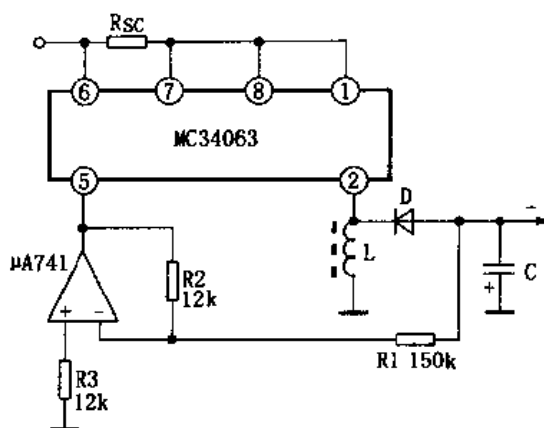 RSC
6 7 8 1
MC34063
5 2
D
-
μA741
R2
12k
L
C
+
+ -
R1 150k
R3
12k